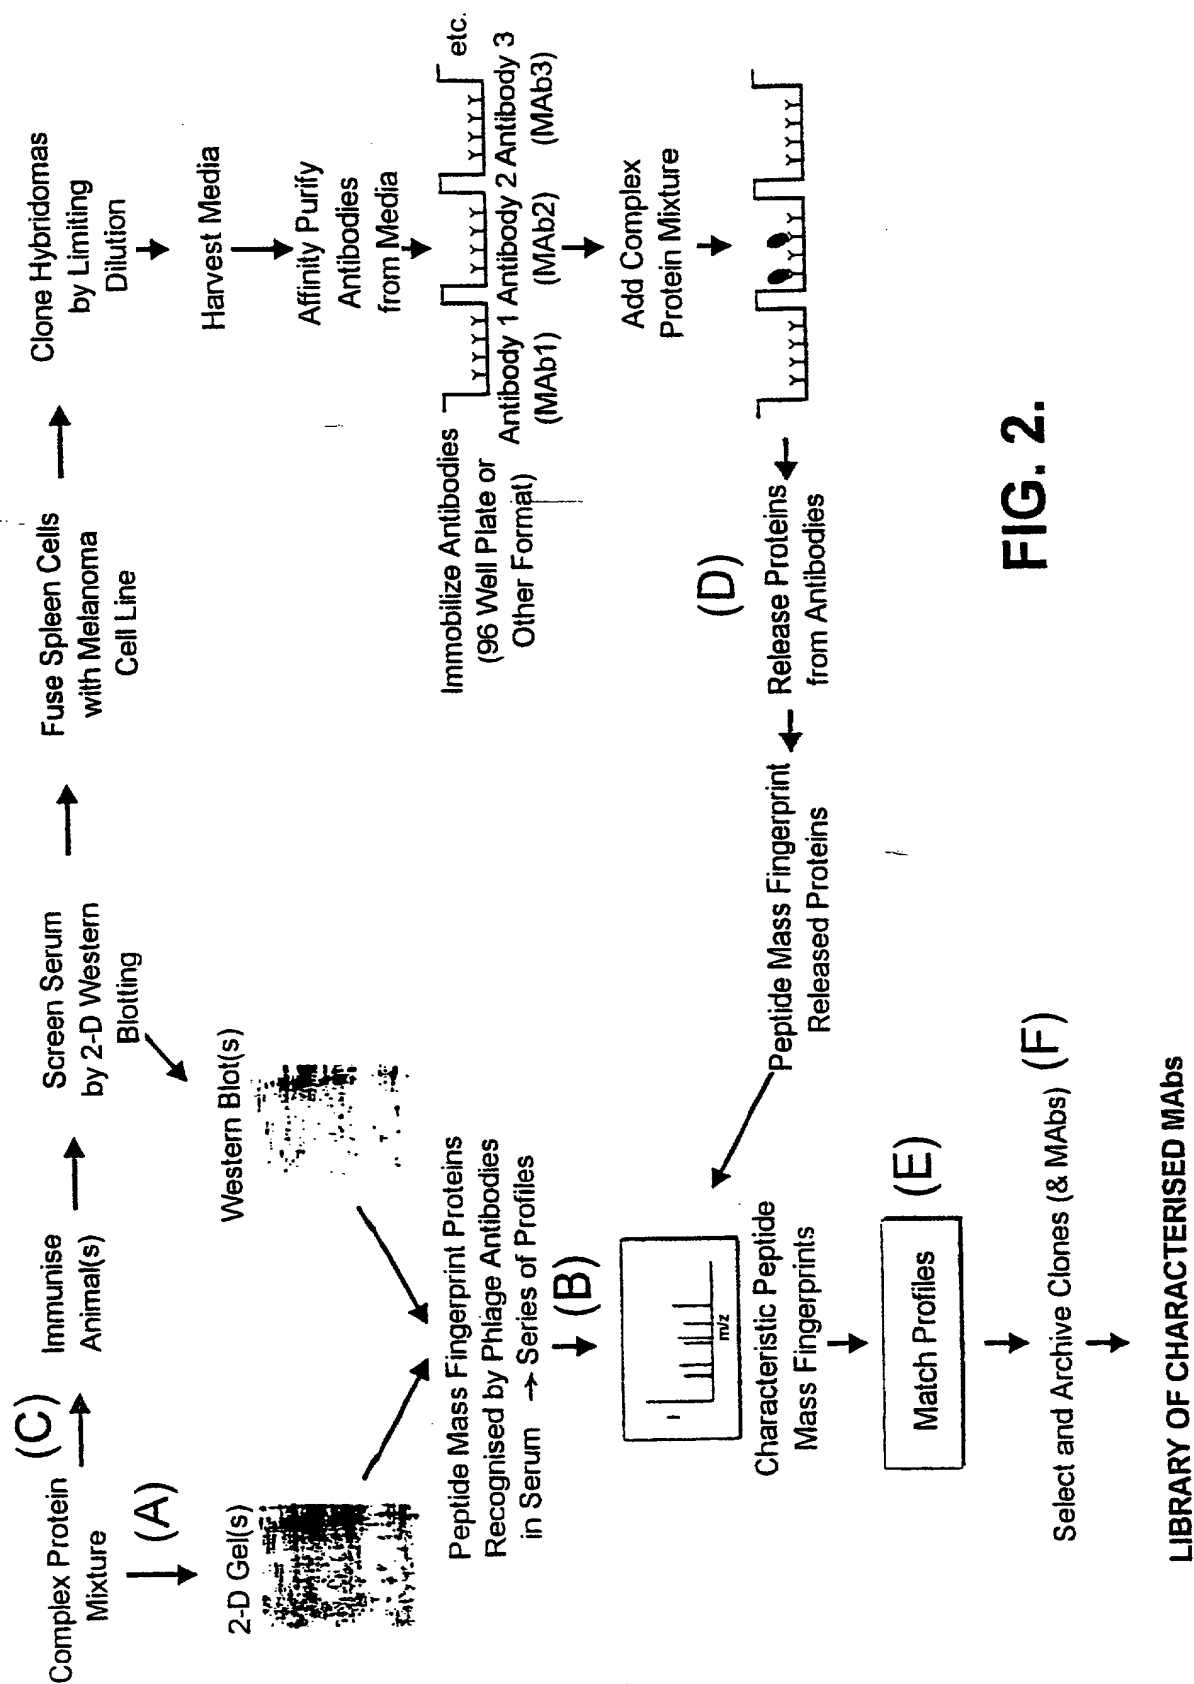 Complex Protein
Mixture
(C)
Immunise
Animal(s)
Screen Serum
by 2-D Western
Blotting
Fuse Spleen Cells
with Melanoma
Cell Line
Clone Hybridomas
by Limiting
Dilution
(A)
Harvest Media
2-D Gel(s)
Western Blot(s)
Affinity Purify
Antibodies
from Media
Peptide Mass Fingerprint Proteins
Recognised by Phlage Antibodies
in Serum → Series of Profiles
Immobilize Antibodies
(96 Well Plate or
Other Format)
etc.
Antibody 1 Antibody 2 Antibody 3
(MAb1) (MAb2) (MAb3)
(B)
Add Complex
Protein Mixture
m/z
Characteristic Peptide
Mass Fingerprints
Peptide Mass Fingerprint
Released Proteins
(D)
Release Proteins
from Antibodies
Match Profiles
(E)
Select and Archive Clones (& MAbs)
(F)
LIBRARY OF CHARACTERISED MAbs
FIG. 2.